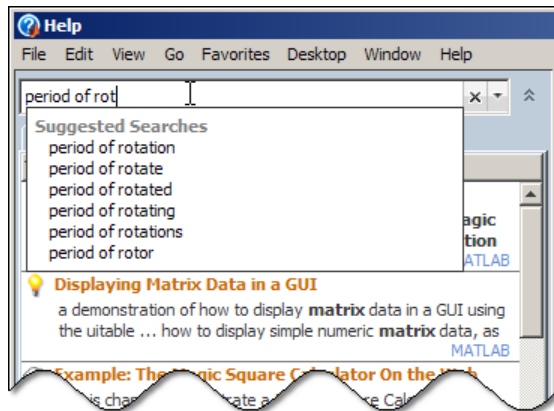 Help
File Edit View Go Favorites Desktop Window Help
period of rot
Suggested Searches
period of rotation
period of rotate
period of rotated
period of rotating
period of rotations
period of rotor
agic
tion
ATLAB
Displaying Matrix Data in a GUI
a demonstration of how to display matrix data in a GUI using
the uitable ... how to display simple numeric matrix data, as
MATLAB
Example: The Magic Square Calculator On the Web